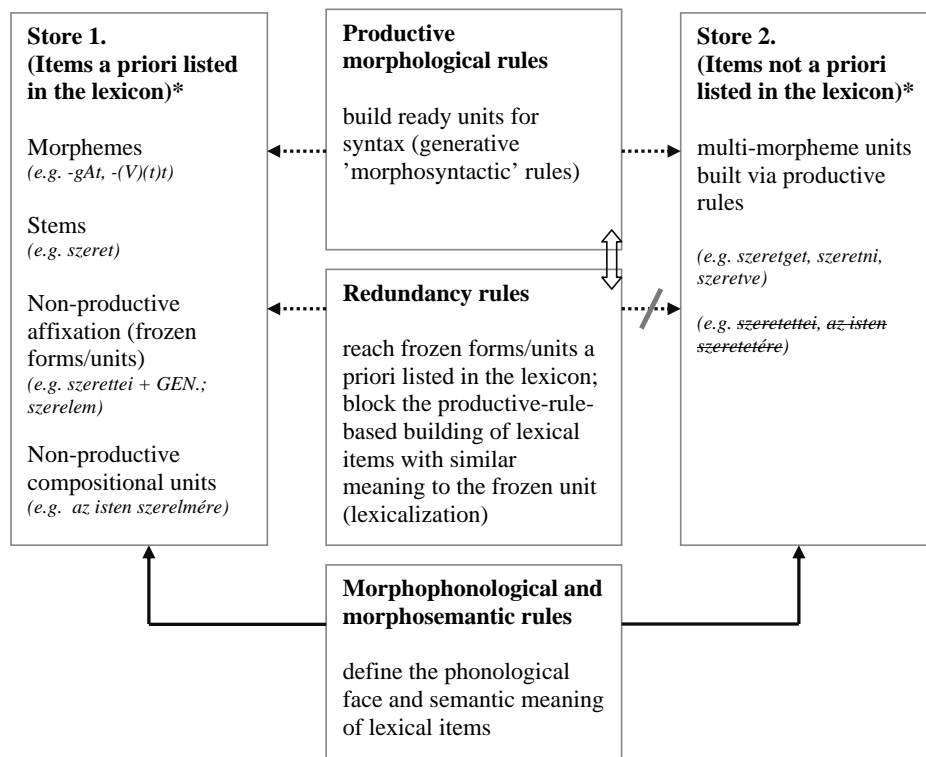 Store 1.
(Items a priori listed
in the lexicon)*
Morphemes
(e.g. -gAt, -(V)(t)t)
Stems
(e.g. szeret)
Non-productive
affixation (frozen
forms/units)
(e.g. szerettei + GEN.;
szerelem)
Non-productive
compositional units
(e.g. az isten szerelmére)
Productive
morphological rules
build ready units for
syntax (generative
’morphosyntactic’ rules)
Redundancy rules
reach frozen forms/units a
priori listed in the lexicon;
block the productive-rule-
based building of lexical
items with similar
meaning to the frozen unit
(lexicalization)
Morphophonological and
morphosemantic rules
define the phonological
face and semantic meaning
of lexical items
Store 2.
(Items not a priori
listed in the lexicon)*
multi-morpheme units
built via productive
rules
(e.g. szeretget, szeretni,
szeretve)
(e.g. szeretettei, az isten
szeretetére)